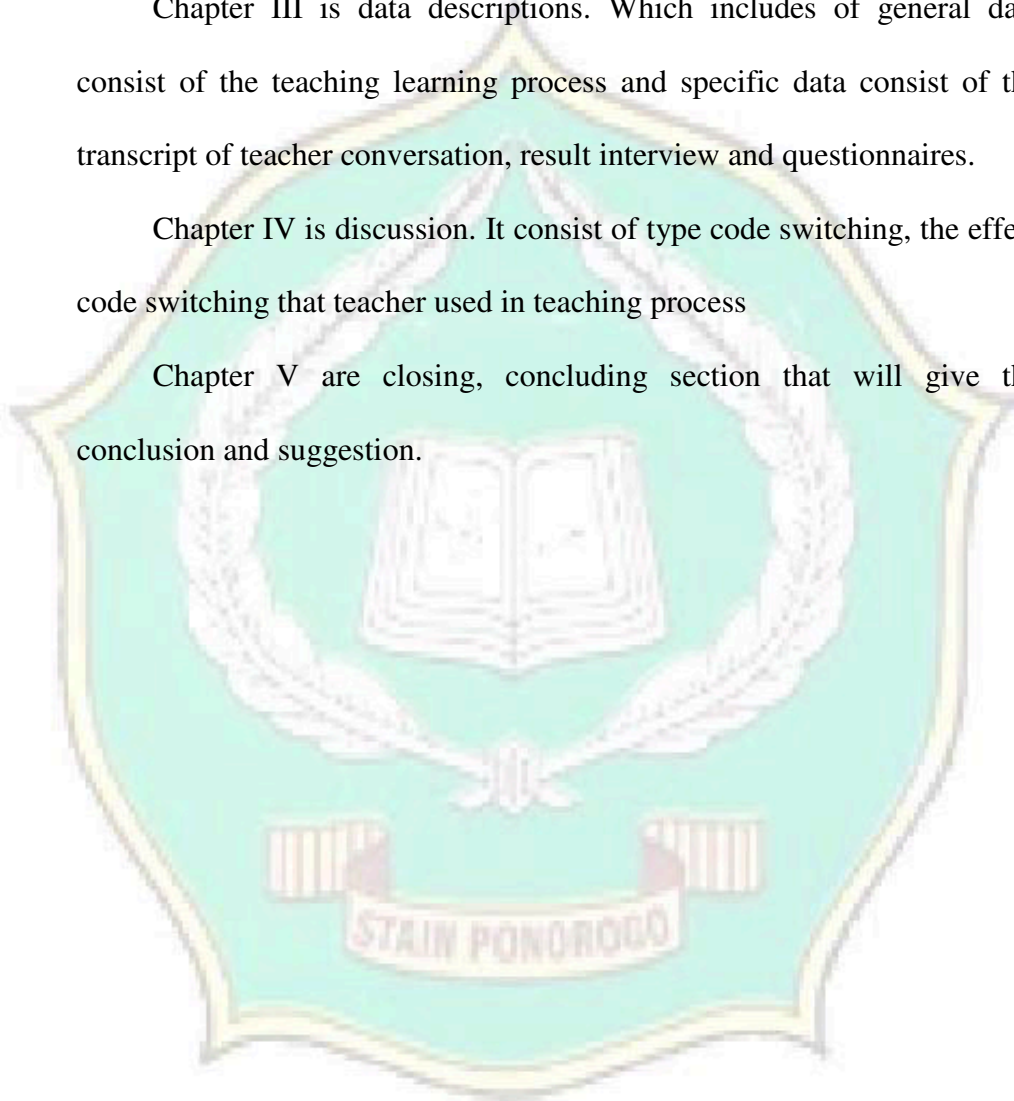 Chapter III is data descriptions. Which includes of general da
consist of the teaching learning process and specific data consist of th
transcript of teacher conversation, result interview and questionnaires.
Chapter IV is discussion. It consist of type code switching, the effe
code switching that teacher used in teaching process
Chapter V are closing, concluding section that will give th
conclusion and suggestion.
STAIN PONOROGO